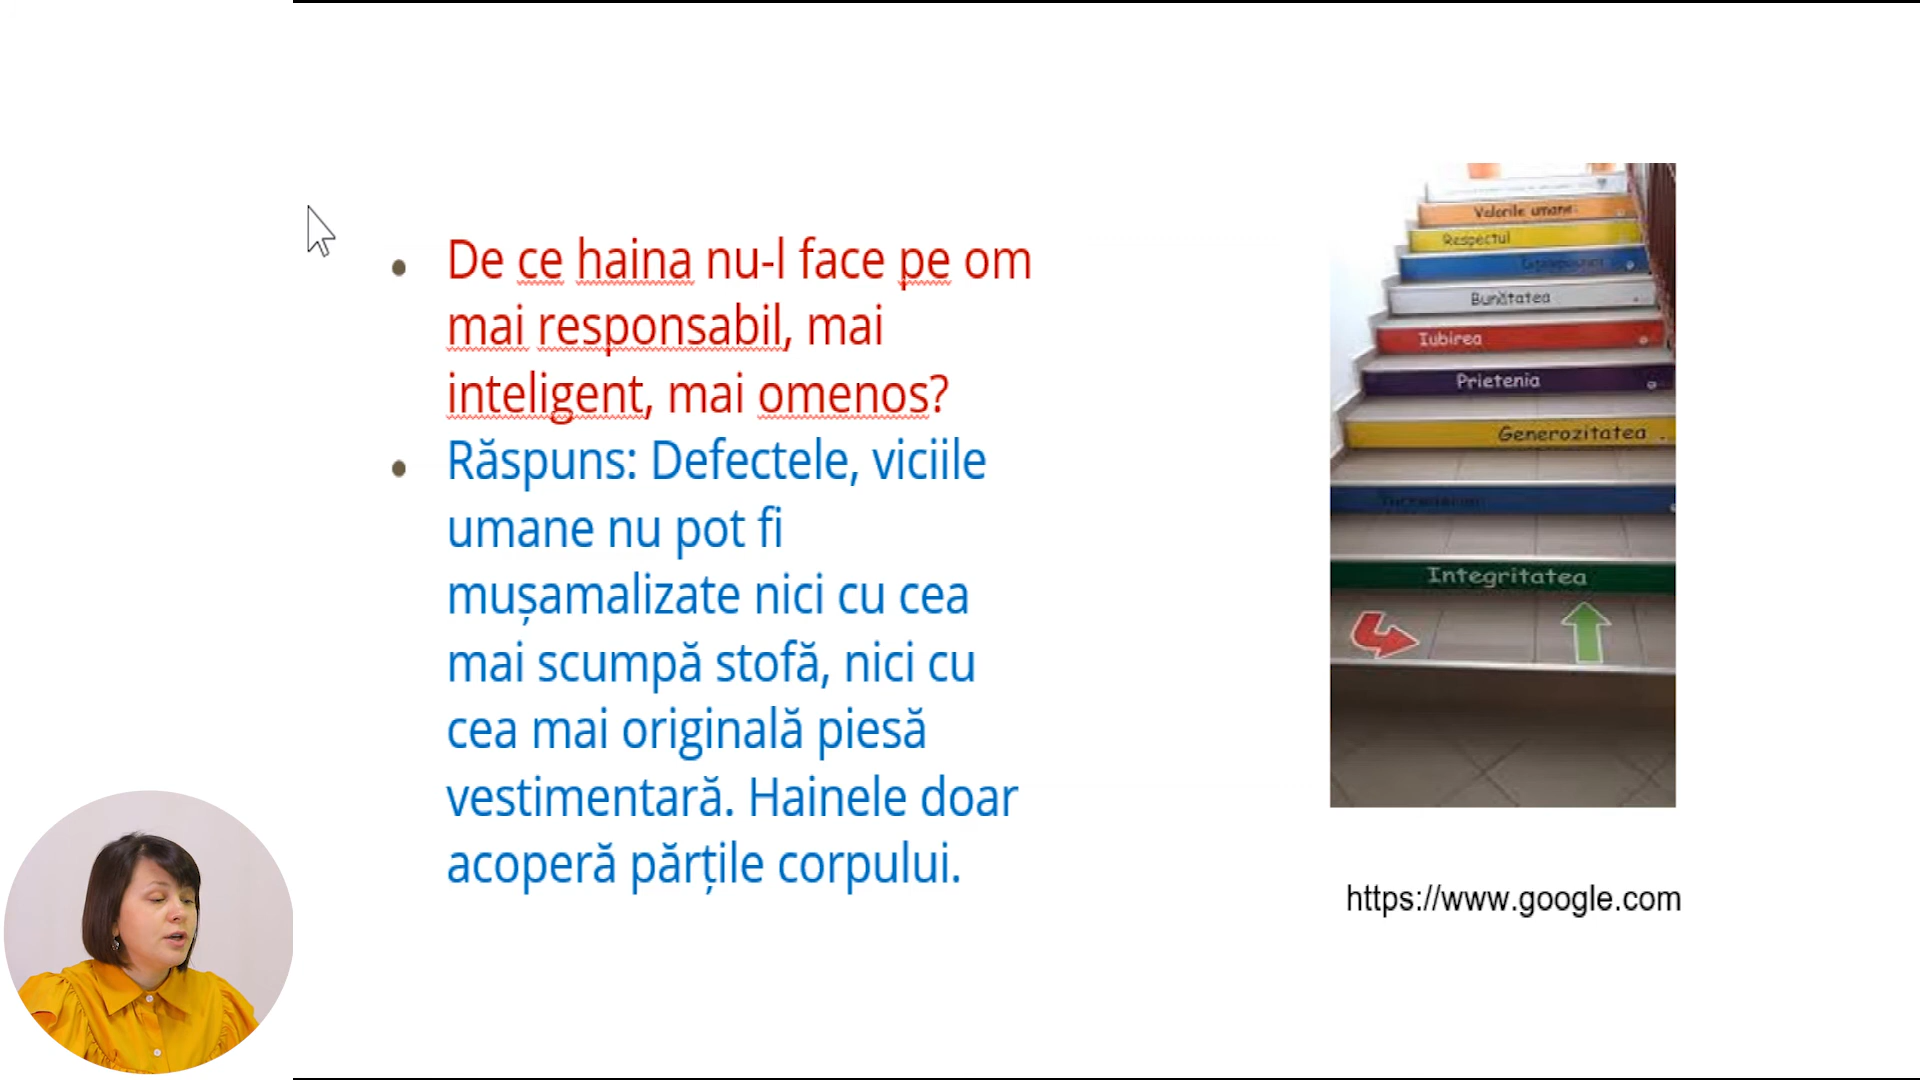 De ce haina nu-l face pe om
mai responsabil, mai
inteligent, mai omenos?
Răspuns: Defectele, viciile
umane nu pot fi
mușamalizate nici cu cea
mai scumpă stofă, nici cu
cea mai originală piesă
vestimentară. Hainele doar
acoperă părțile corpului.
Valorile umane
Respectul
Bunătatea
Iubirea
Prietenia
Generozitatea
Integritatea
https://www.google.com